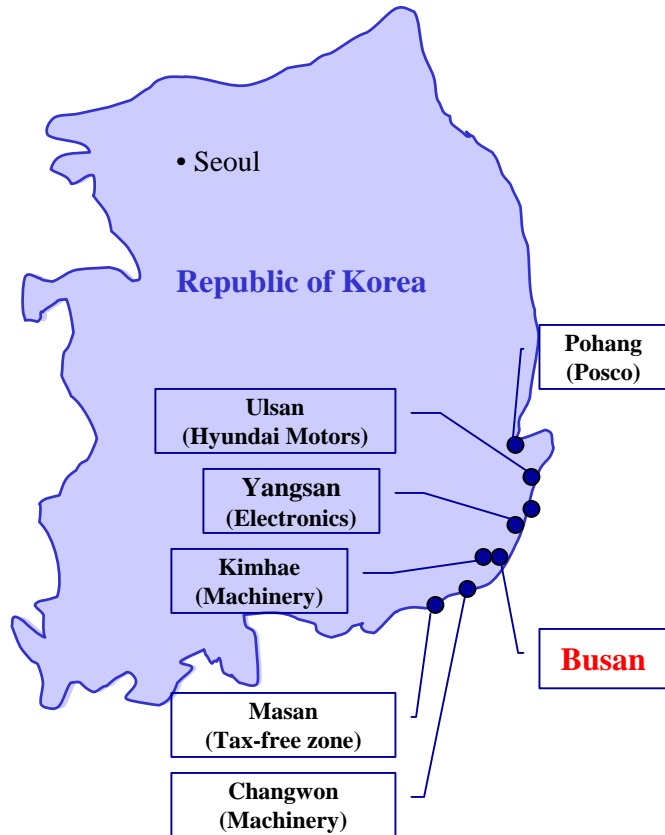 • Seoul
Republic of Korea
Pohang
(Posco)
Ulsan
(Hyundai Motors)
Yangsan
(Electronics)
Kimhae
(Machinery)
Busan
Masan
(Tax-free zone)
Changwon
(Machinery)